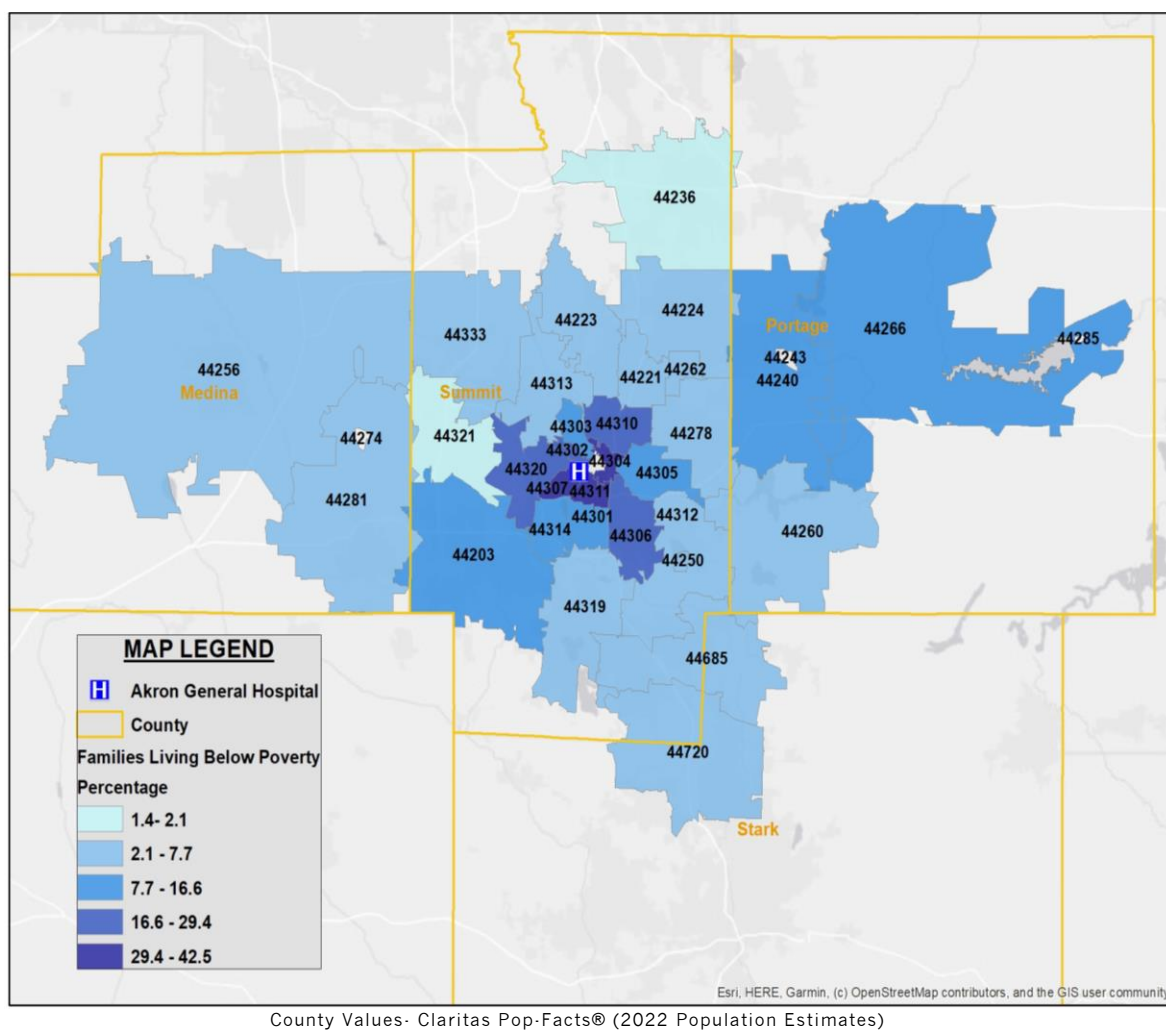 44236
44333
44223
44224
Portage
44266
44285
44256
Medina
Summit
44313
44221
44262
44243
44240
44321
44303
44310
44278
44274
44302
44304
44320
H
44305
44281
44307
44311
44312
44314
44301
44306
44260
44203
44250
44319
44685
44720
Stark
MAP LEGEND
H Akron General Hospital
County
Families Living Below Poverty
Percentage
1.4- 2.1
2.1 - 7.7
7.7 - 16.6
16.6 - 29.4
29.4 - 42.5
Esri, HERE, Garmin, (c) OpenStreetMap contributors, and the GIS user community
County Values- Claritas Pop-Facts® (2022 Population Estimates)